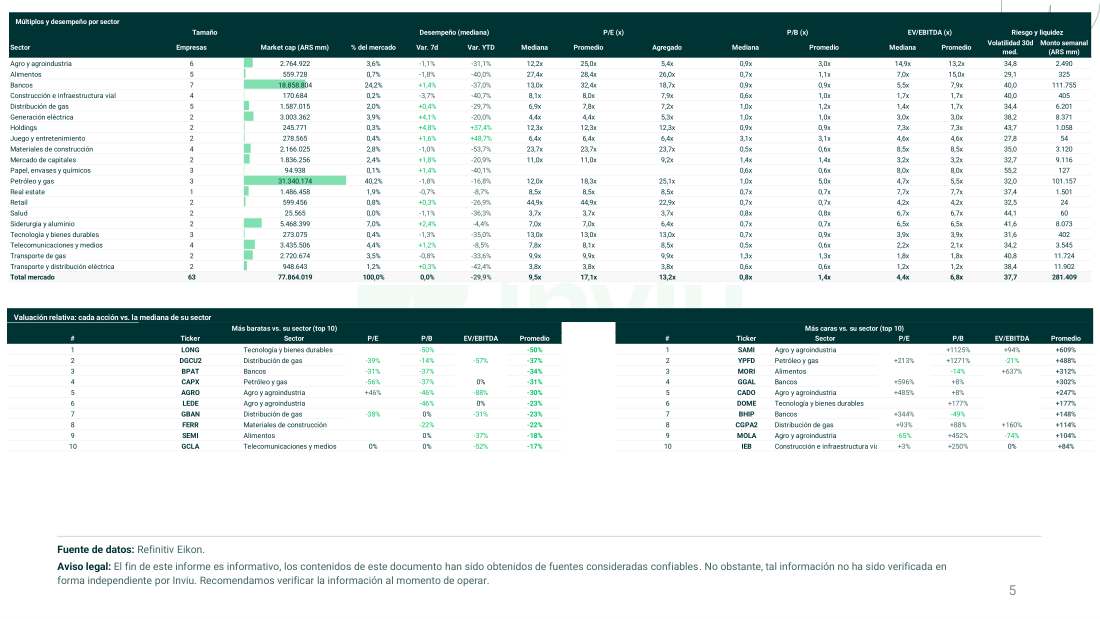 Múltiplos y desempeño por sector
Tamaño Desempeño (mediana) P/E (x) P/B (x) EV/EBITDA (x) Riesgo y liquidez
Sector Empresas Market cap (ARS mm) % del mercado Var. 7d Var. YTD Mediana Promedio Agregado Mediana Promedio Mediana Promedio Volatilidad 30d med. Monto semanal (ARS mm)
Agro y agroindustria 6 2.764.922 3,6% -1,1% -31,1% 12,2x 25,0x 5,4x 0,9x 3,0x 14,9x 13,2x 34,8 2.490
Alimentos 5 559.728 0,7% -1,8% -40,0% 27,4x 28,4x 26,0x 0,7x 1,1x 7,0x 15,0x 29,1 325
Bancos 7 18.858.804 24,2% +1,4% -37,0% 13,0x 32,4x 18,7x 0,9x 0,9x 5,5x 7,9x 40,0 111.755
Construcción e infraestructura vial 4 170.684 0,2% -3,7% -40,7% 8,1x 8,0x 7,9x 0,4x 1,0x 1,7x 1,7x 40,0 405
Distribución de gas 5 1.587.015 2,0% +0,4% -29,7% 6,9x 7,8x 7,2x 1,0x 1,2x 1,4x 1,7x 34,4 6.201
Generación eléctrica 2 3.003.362 3,9% +4,1% -20,0% 4,4x 4,4x 5,3x 1,0x 1,0x 3,0x 3,0x 38,2 8.371
Holdings 2 245.771 0,3% +4,8% +37,4% 12,3x 12,3x 12,3x 0,9x 0,9x 7,3x 7,3x 43,7 1.058
Juego y entretenimiento 2 278.565 0,4% +1,6% +48,7% 6,4x 6,4x 6,4x 3,1x 3,1x 4,6x 4,6x 27,8 54
Materiales de construcción 4 2.166.025 2,8% -1,0% -53,7% 23,7x 23,7x 23,7x 0,5x 0,6x 8,5x 8,5x 35,0 3.120
Mercado de capitales 2 1.836.256 2,4% +1,8% -20,9% 11,0x 11,0x 9,2x 1,4x 1,4x 3,2x 3,2x 32,7 9.116
Papel, envases y químicos 3 94.938 0,1% +1,4% -40,1% 0,6x 0,6x 1,2x 1,2x 55,2 127
Petróleo y gas 3 31.340.174 40,2% -1,8% -16,8% 12,0x 18,3x 25,1x 1,0x 5,0x 4,7x 5,5x 32,0 101.157
Real estate 1 1.486.458 1,9% -0,7% -8,7% 8,5x 8,5x 8,5x 0,7x 0,7x 7,7x 7,7x 37,4 1.501
Retail 2 599.456 0,8% +0,3% -26,9% 44,9x 44,9x 22,9x 0,7x 0,7x 4,2x 4,2x 32,5 24
Salud 2 25.565 0,0% -1,1% -36,3% 3,7x 3,7x 3,7x 0,8x 0,8x 6,7x 6,7x 44,1 60
Siderurgia y aluminio 2 5.468.399 7,0% +2,4% -4,4% 8,5x 8,5x 8,4x 0,7x 0,7x 6,5x 6,5x 41,6 8.073
Tecnología y bienes durables 3 273.075 0,4% -1,3% -35,0% 13,0x 13,0x 13,0x 0,7x 0,9x 3,9x 3,9x 31,6 402
Telecomunicaciones y medios 4 3.435.506 4,4% +1,2% -8,5% 7,8x 8,1x 8,5x 0,5x 0,6x 2,2x 2,1x 34,2 3.545
Transporte de gas 2 2.720.674 3,5% -0,8% -33,6% 9,9x 9,9x 9,9x 1,3x 1,3x 1,8x 1,8x 40,8 11.724
Transporte y distribución eléctrica 2 948.643 1,2% +0,3% -42,4% 3,8x 3,8x 3,8x 0,6x 0,6x 1,2x 1,2x 38,4 11.902
Total mercado 63 77.864.019 100,0% 0,0% -29,9% 9,5x 17,1x 13,2x 0,8x 1,4x 4,4x 6,8x 37,7 281.409
inviu
Valuación relativa: cada acción vs. la mediana de su sector
Más baratas vs. su sector (top 10)
# Ticker Sector P/E P/B EV/EBITDA Promedio
1 LONG Tecnología y bienes durables -50% -50%
2 DGCU2 Distribución de gas -39% -14% -57% -37%
3 BPAT Bancos -31% -37% -34%
4 CAPX Petróleo y gas -56% -37% 0% -31%
5 AGRO Agro y agroindustria +46% -46% -88% -30%
6 LEDE Agro y agroindustria -46% 0% -23%
7 GBAN Distribución de gas -38% 0% -31% -23%
8 FERR Materiales de construcción -22% -22%
9 SEMI Alimentos 0% -37% -18%
10 GCLA Telecomunicaciones y medios 0% 0% -52% -17%
Más caras vs. su sector (top 10)
# Ticker Sector P/E P/B EV/EBITDA Promedio
1 SAMI Agro y agroindustria +1125% +94% +609%
2 YPFD Petróleo y gas +213% +1271% -21% +488%
3 MORI Alimentos -14% +637% +312%
4 GGAL Bancos +596% +8% +302%
5 CADO Agro y agroindustria +485% +8% +247%
6 DOME Tecnología y bienes durables +177% +177%
7 BHIP Bancos +344% -49% +148%
8 CGPA2 Distribución de gas +93% +88% +160% +114%
9 MOLA Agro y agroindustria -65% +452% -74% +104%
10 IEB Construcción e infraestructura vic +3% +250% 0% +84%
Fuente de datos: Refinitiv Eikon.
Aviso legal: El fin de este informe es informativo, los contenidos de este documento han sido obtenidos de fuentes consideradas confiables. No obstante, tal información no ha sido verificada en
forma independiente por Inviu. Recomendamos verificar la información al momento de operar.
5